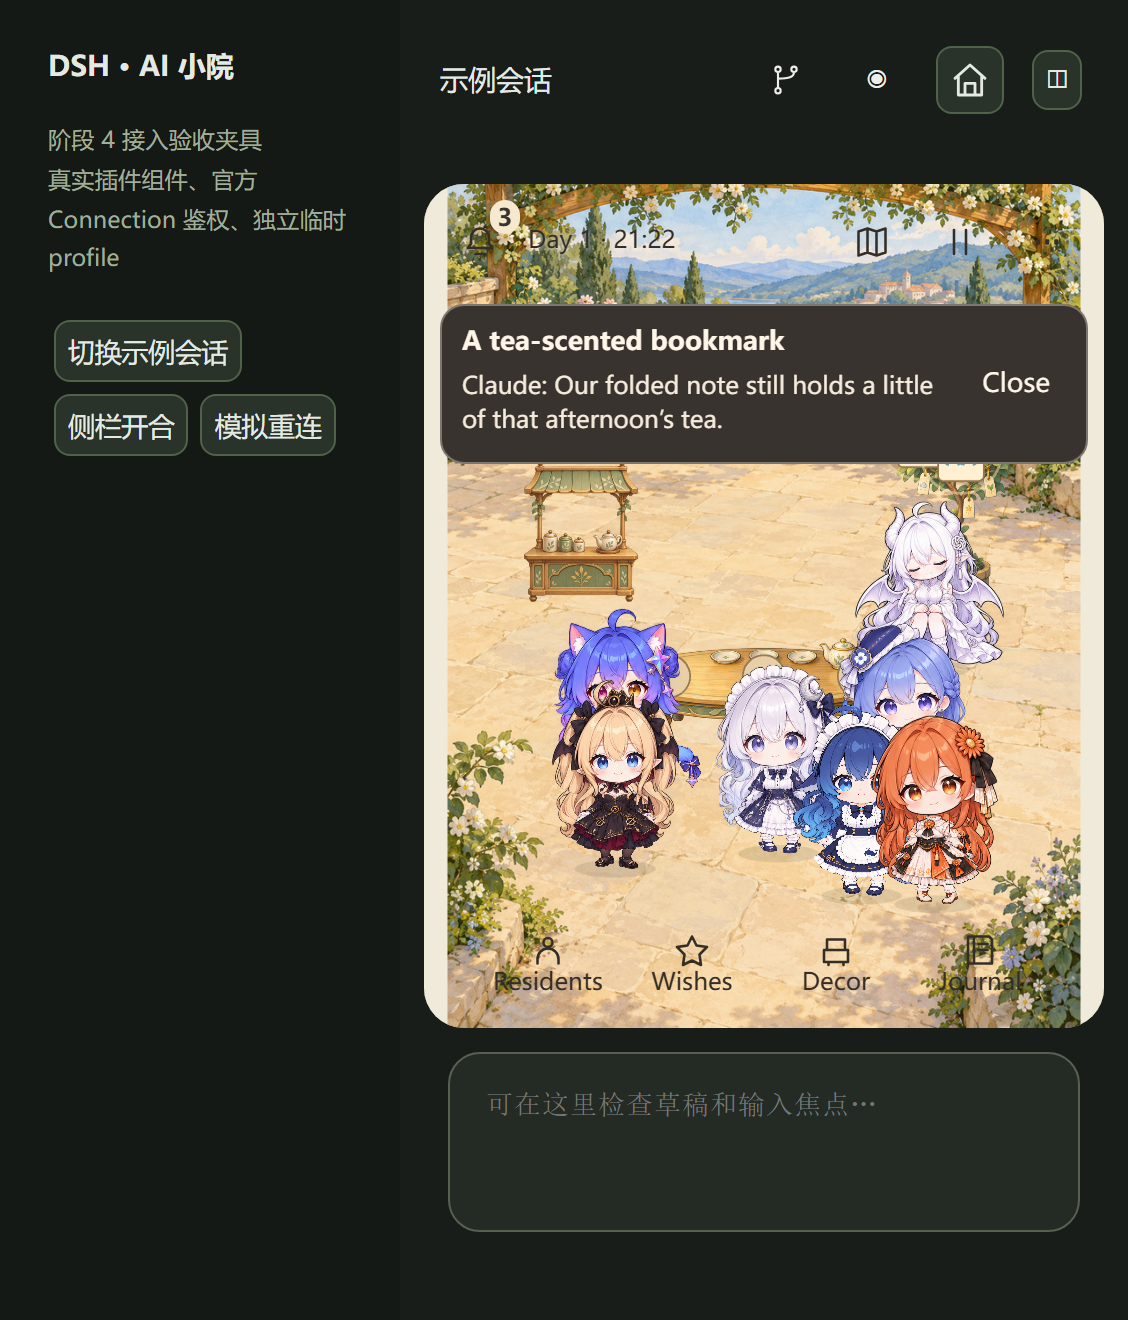 DSH • AI 小院
阶段 4 接入验收夹具
真实插件组件、官方
Connection 鉴权、独立临时
profile
切换示例会话
侧栏开合
模拟重连
示例会话
3
Day 1 · 21:22
A tea-scented bookmark
Claude: Our folded note still holds a little
of that afternoon’s tea.
Close
Residents
Wishes
Decor
Journal
可在这里检查草稿和输入焦点…